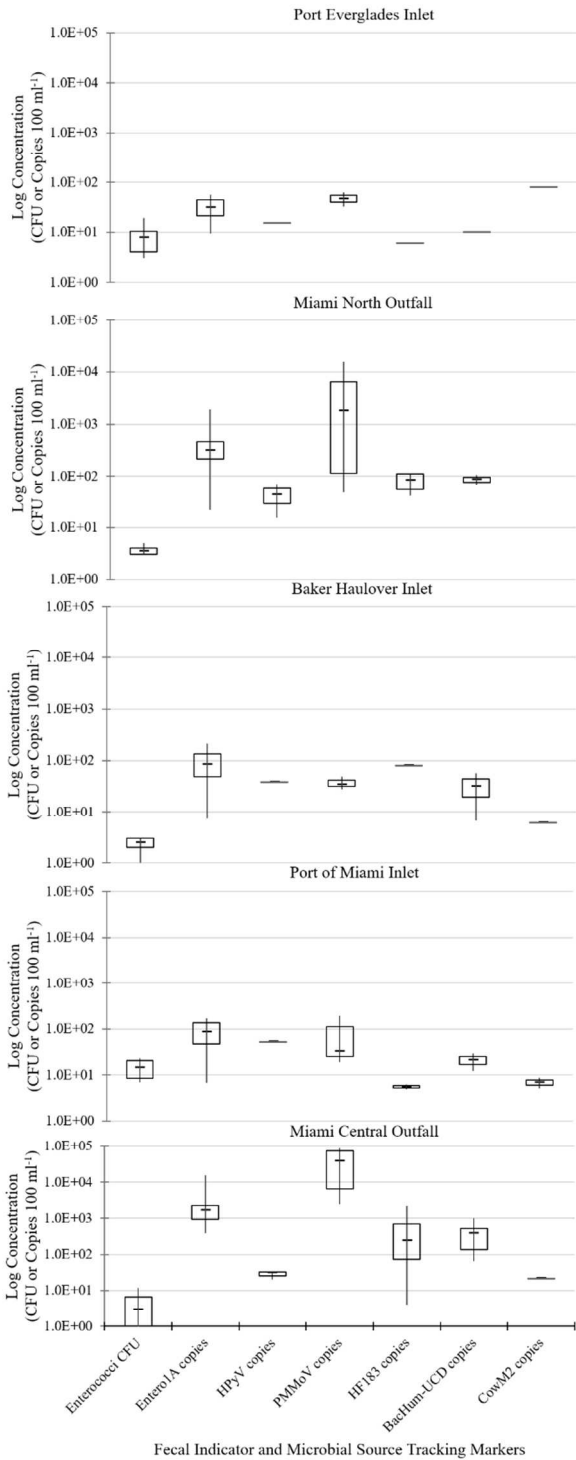 Port Everglades Inlet
Log Concentration
(CFU or Copies 100 ml⁻¹)
1.0E+05
1.0E+04
1.0E+03
1.0E+02
1.0E+01
1.0E+00
Miami North Outfall
Log Concentration
(CFU or Copies 100 ml⁻¹)
1.0E+05
1.0E+04
1.0E+03
1.0E+02
1.0E+01
1.0E+00
Baker Haulover Inlet
Log Concentration
(CFU or Copies 100 ml⁻¹)
1.0E+05
1.0E+04
1.0E+03
1.0E+02
1.0E+01
1.0E+00
Port of Miami Inlet
Log Concentration
(CFU or Copies 100 ml⁻¹)
1.0E+05
1.0E+04
1.0E+03
1.0E+02
1.0E+01
1.0E+00
Miami Central Outfall
Log Concentration
(CFU or Copies 100 ml⁻¹)
1.0E+05
1.0E+04
1.0E+03
1.0E+02
1.0E+01
1.0E+00
Enterococci CFU
Entero1A copies
HPyV copies
PMMoV copies
HF183 copies
BacHum-UCD copies
CowM2 copies
Fecal Indicator and Microbial Source Tracking Markers